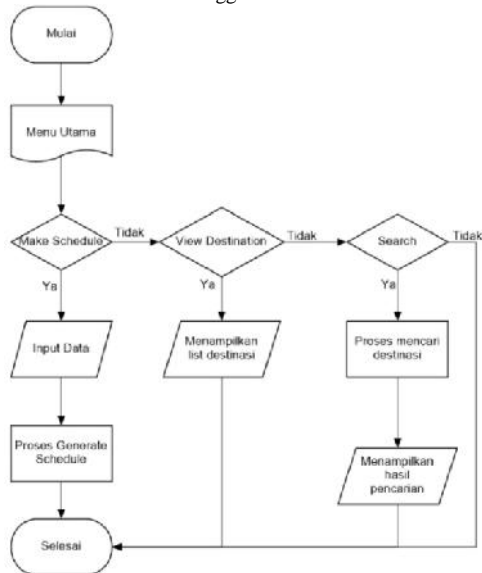 Mulai
Menu Utama
Make Schedule
Tidak
View Destination
Tidak
Search
Tidak
Ya
Ya
Ya
Input Data
Menampilkan
list destinasi
Proses mencari
destinasi
Proses Generate
Schedule
Menampilkan
hasil
pencarian
Selesai